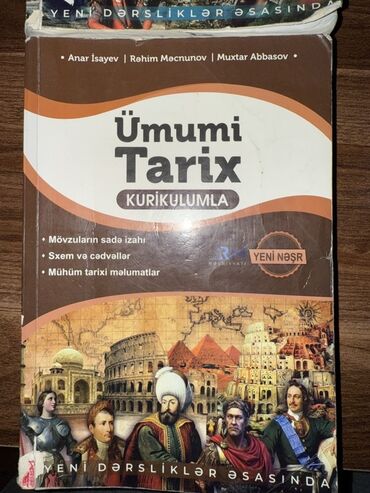 YENİ DƏRSLİKLƏR ƏSASINDA
• Anar İsayev | Rəhim Məcnunov | Muxtar Abbasov •
Ümumi
Tarix
KURİKULUMLA
• Mövzuların sadə izahı
• Sxem və cədvəllər
• Mühüm tarixi məlumatlar
YENİ NƏŞR
YENİ DƏRSLİKLƏR ƏSASINDA